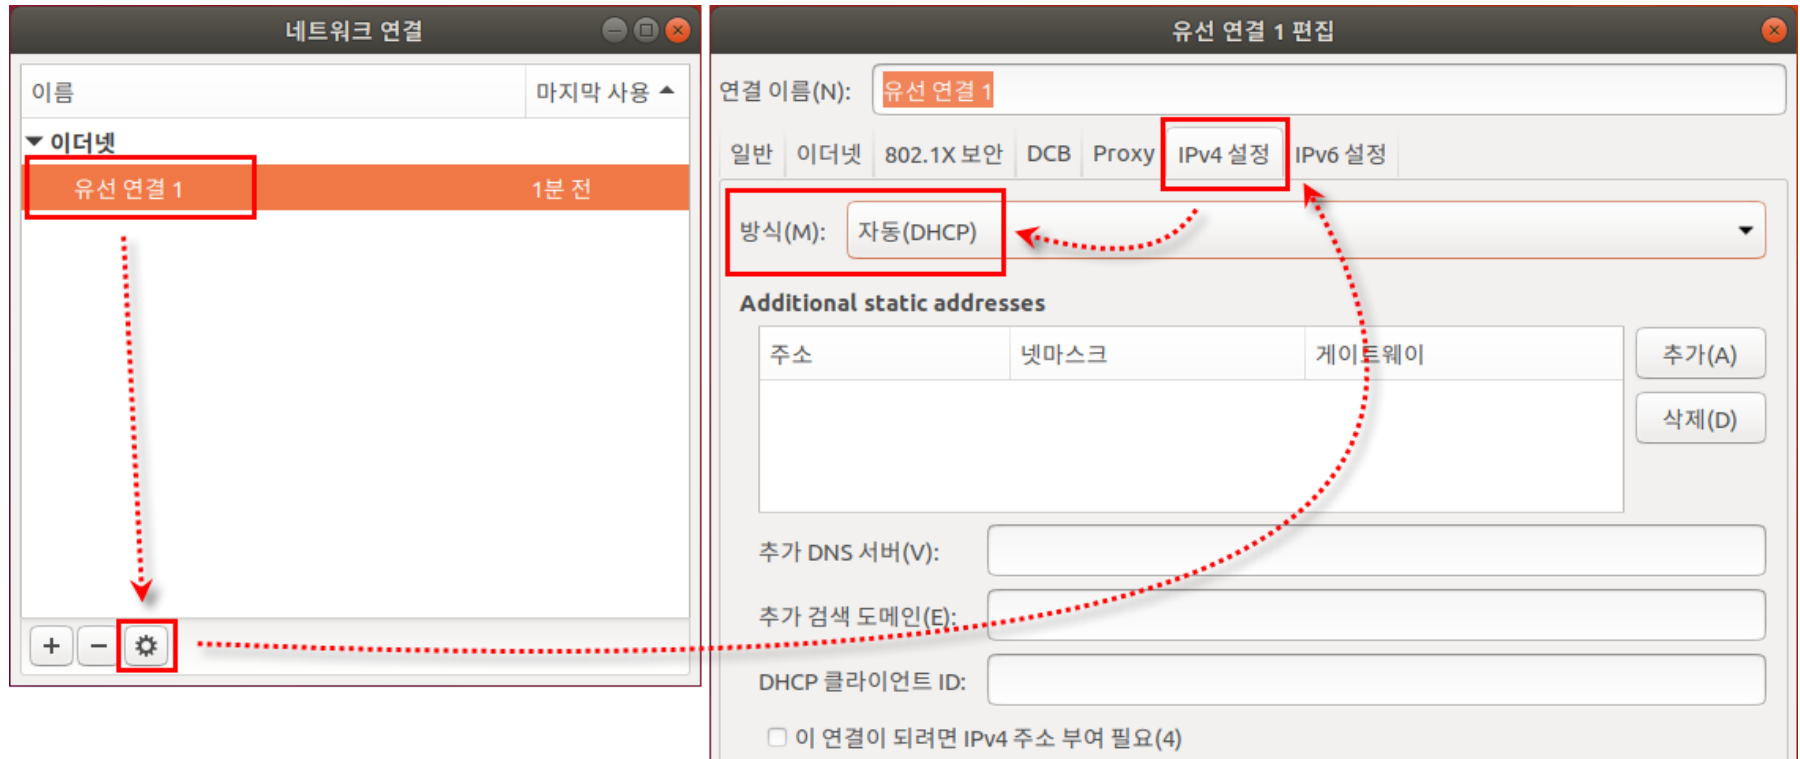 네트워크 연결
이름 마지막 사용
이더넷
유선 연결 1 1분 전
유선 연결 1 편집
연결 이름(N): 유선 연결 1
일반 이더넷 802.1X 보안 DCB Proxy IPv4 설정 IPv6 설정
방식(M): 자동(DHCP)
Additional static addresses
주소 넷마스크 게이트웨이 추가(A)
삭제(D)
추가 DNS 서버(V):
추가 검색 도메인(E):
DHCP 클라이언트 ID:
이 연결이 되려면 IPv4 주소 부여 필요(4)